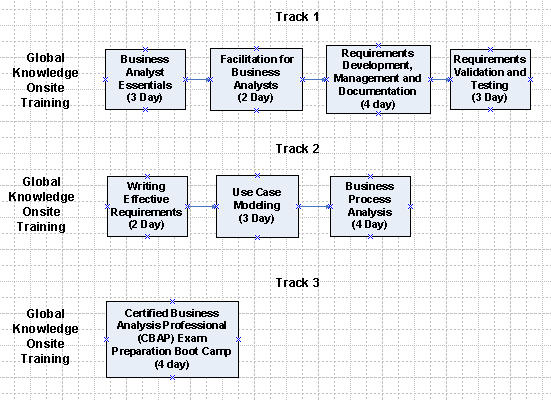 Track 1
Global
Knowledge
Onsite
Training
Business
Analyst
Essentials
(3 Day)
Facilitation for
Business
Analysts
(2 Day)
Requirements
Development,
Management and
Documentation
(4 day)
Requirements
Validation and
Testing
(3 Day)
Track 2
Global
Knowledge
Onsite
Training
Writing
Effective
Requirements
(2 Day)
Use Case
Modeling
(3 Day)
Business
Process
Analysis
(4 Day)
Track 3
Global
Knowledge
Onsite
Training
Certified Business
Analysis Professional
(CBAP) Exam
Preparation Boot Camp
(4 day)